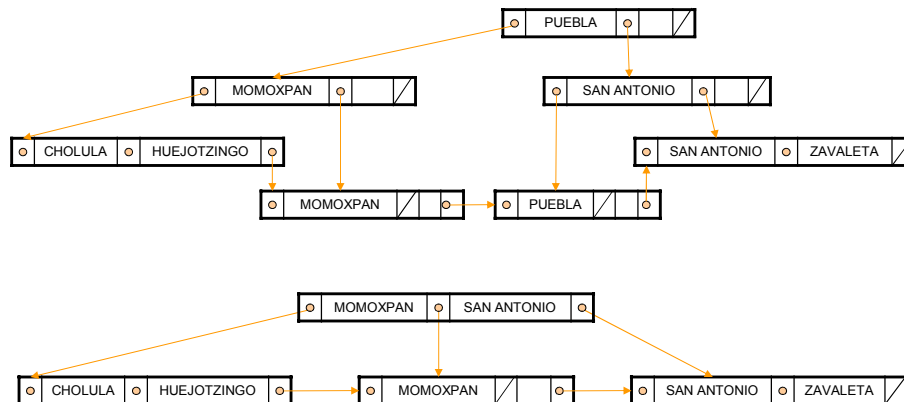 PUEBLA
MOMOXPAN SAN ANTONIO
CHOLULA HUEJOTZINGO SAN ANTONIO ZAVALETA
MOMOXPAN PUEBLA
MOMOXPAN SAN ANTONIO
CHOLULA HUEJOTZINGO MOMOXPAN SAN ANTONIO ZAVALETA